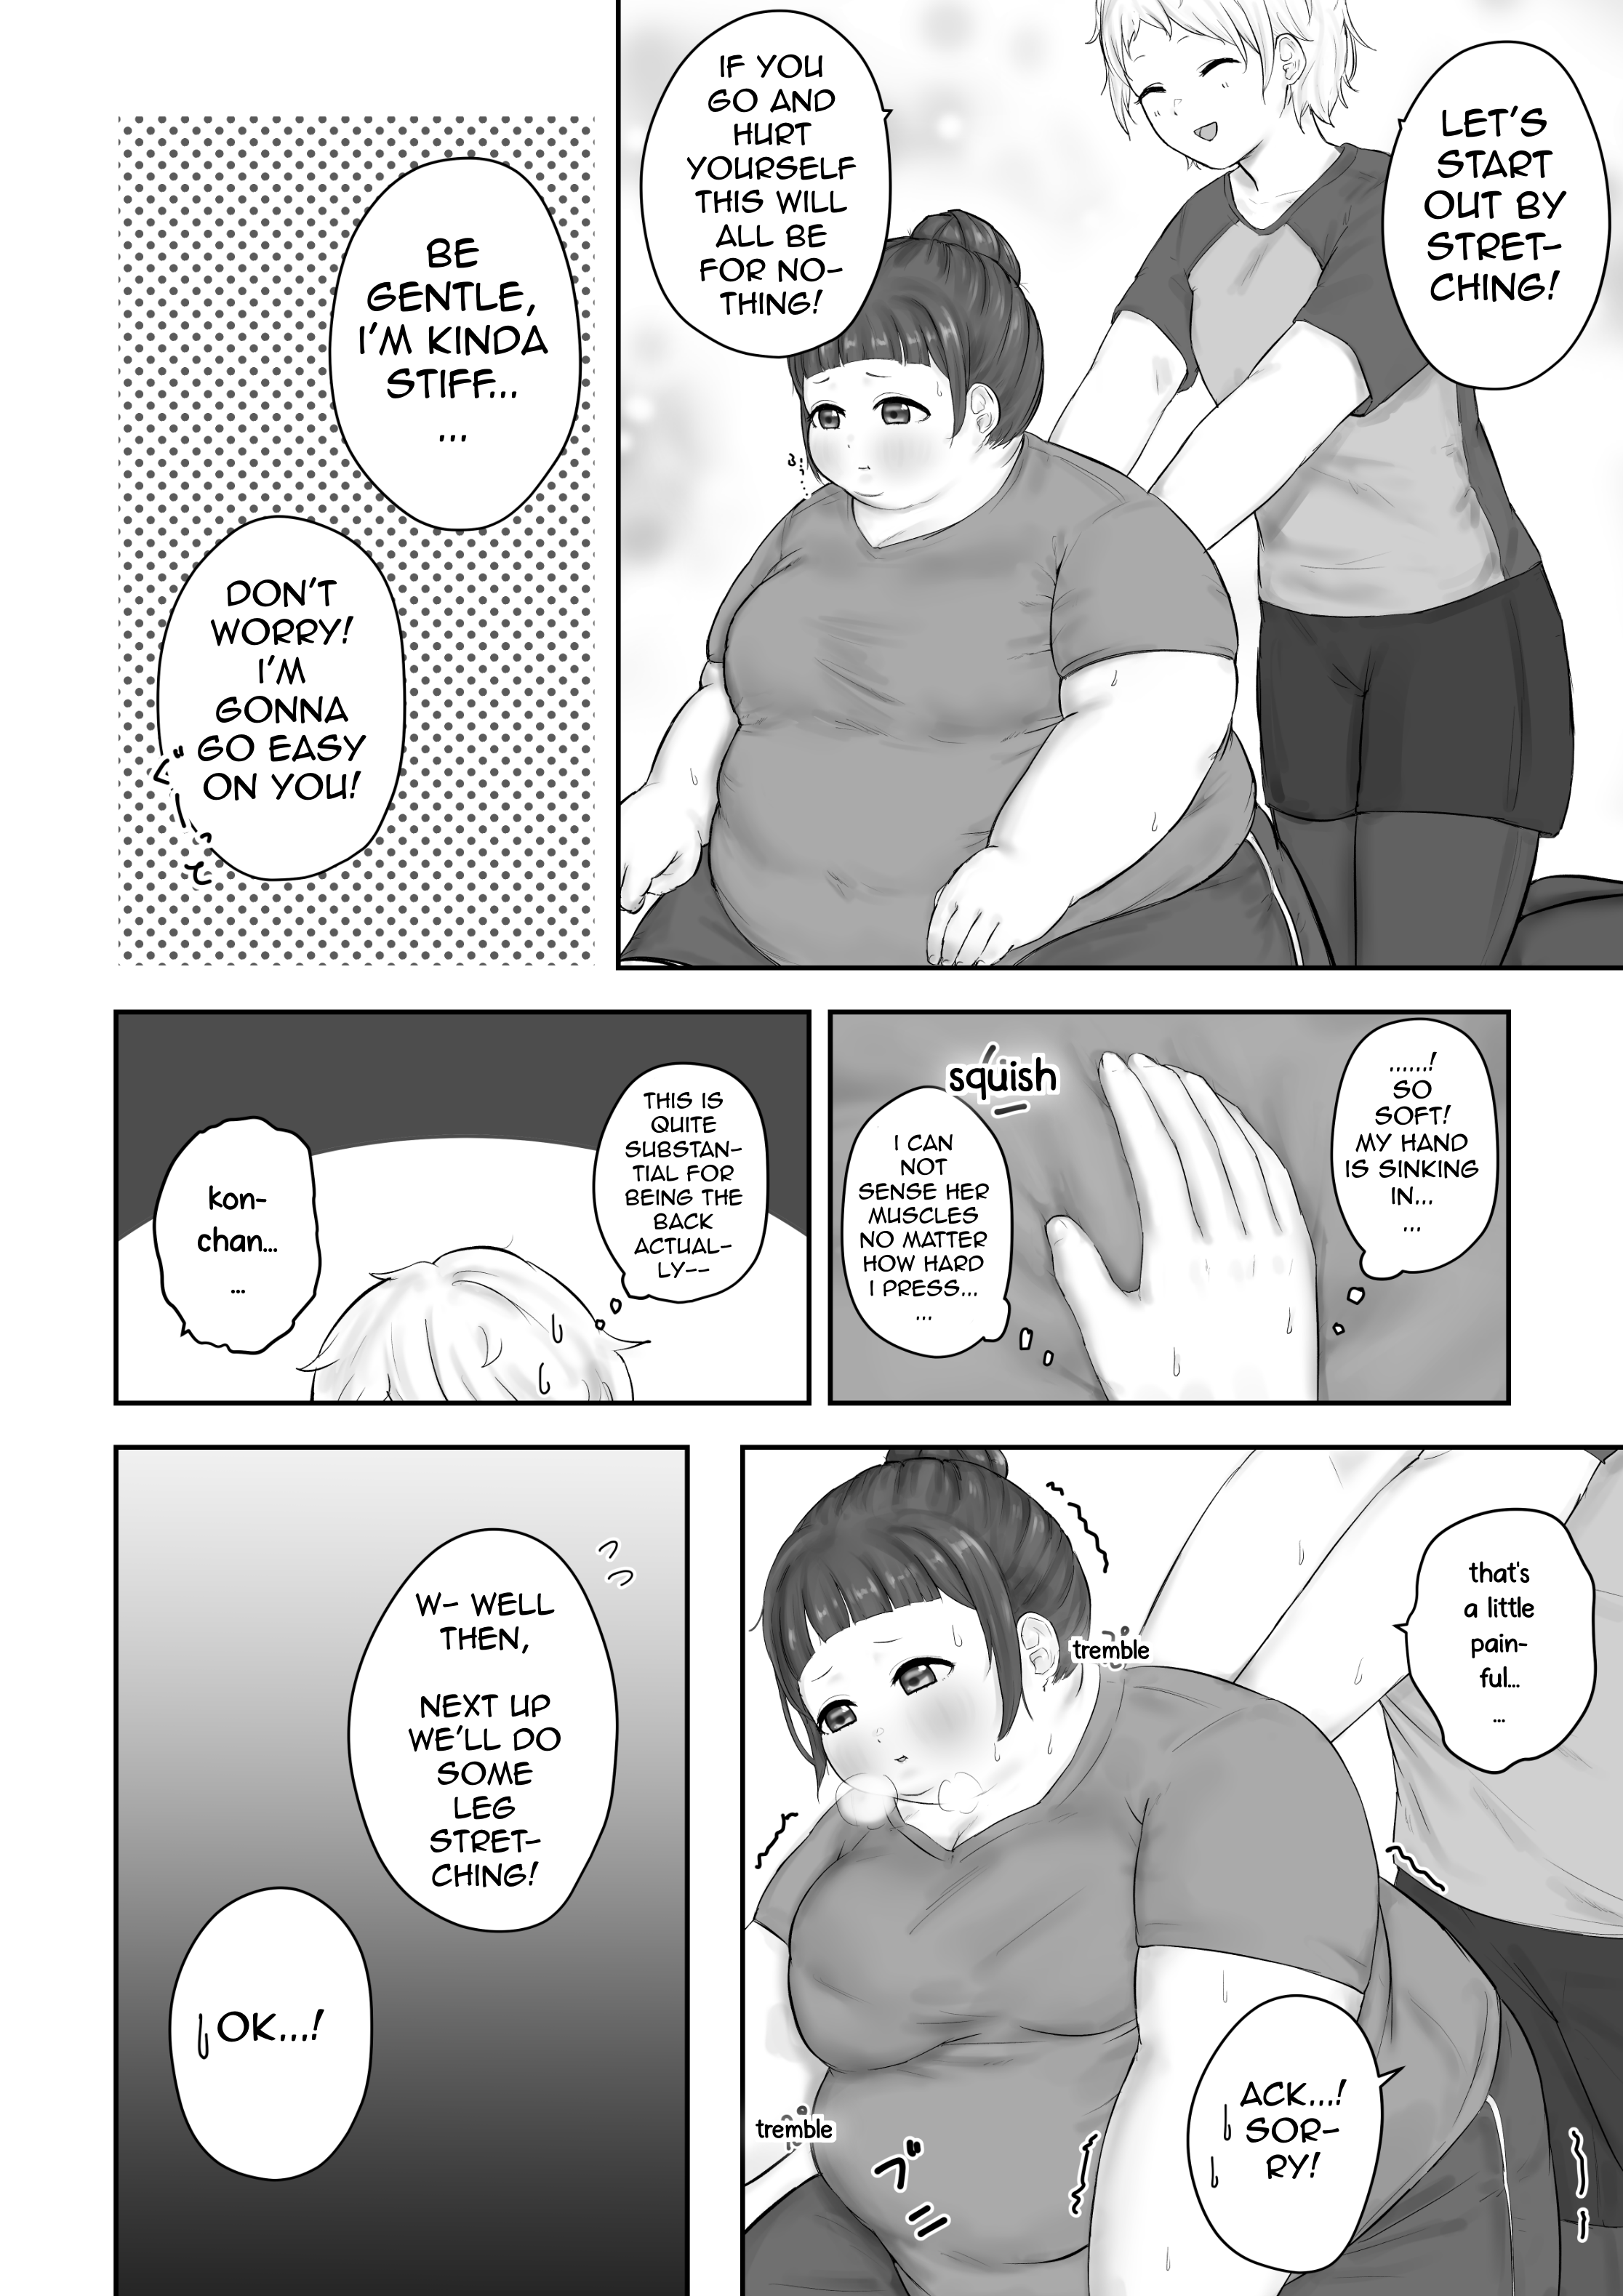 LET'S
START
OUT BY
STRET-
CHING!
IF YOU
GO AND
HURT
YOURSELF
THIS WILL
ALL BE
FOR NO-
THING!
BE
GENTLE,
I'M KINDA
STIFF...
...
DON'T
WORRY!
I'M
GONNA
GO EASY
ON YOU!
......!
SO
SOFT!
MY HAND
IS SINKING
IN...
...
squish
I CAN
NOT
SENSE HER
MUSCLES
NO MATTER
HOW HARD
I PRESS...
...
THIS IS
QUITE
SUBSTAN-
TIAL FOR
BEING THE
BACK
ACTUAL-
LY--
kon-
chan...
...
that's
a little
pain-
ful...
...
tremble
ACK...!
SOR-
RY!
tremble
W- WELL
THEN,
NEXT UP
WE'LL DO
SOME
LEG
STRET-
CHING!
OK...!